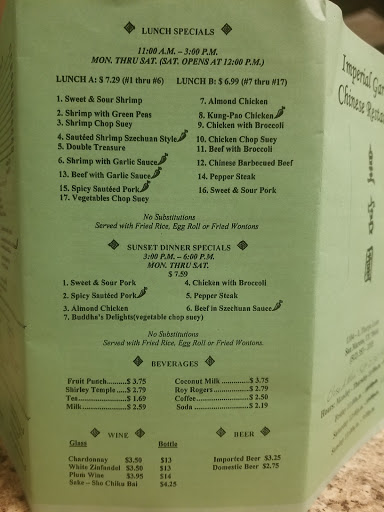 LUNCH SPECIALS
11:00 A.M. – 3:00 P.M.
MON. THRU SAT. (SAT. OPENS AT 12:00 P.M.)
LUNCH A: $ 7.29 (#1 thru #6) LUNCH B: $ 6.99 (#7 thru #17)
1. Sweet & Sour Shrimp
2. Shrimp with Green Peas
3. Shrimp Chop Suey
4. Sautéed Shrimp Szechuan Style
5. Double Treasure
6. Shrimp with Garlic Sauce
13. Beef with Garlic Sauce
15. Spicy Sautéed Pork
17. Vegetables Chop Suey
7. Almond Chicken
8. Kung-Pao Chicken
9. Chicken with Broccoli
10. Chicken Chop Suey
11. Beef with Broccoli
12. Chinese Barbecued Beef
14. Pepper Steak
16. Sweet & Sour Pork
No Substitutions
Served with Fried Rice, Egg Roll or Fried Wontons
SUNSET DINNER SPECIALS
3:00 P.M. – 6:00 P.M.
MON. THRU SAT.
$ 7.59
1. Sweet & Sour Pork
2. Spicy Sautéed Pork
3. Almond Chicken
7. Buddha's Delights(vegetable chop suey)
4. Chicken with Broccoli
5. Pepper Steak
6. Beef in Szechuan Sauce
No Substitutions
Served with Fried Rice, Egg Roll or Fried Wontons.
BEVERAGES
Fruit Punch.........$ 3.75
Shirley Temple.....$ 2.79
Tea....................$ 1.69
Milk...................$ 2.59
Coconut Milk ............$ 3.75
Roy Rogers...............$ 2.79
Coffee.....................$ 2.50
Soda .......................$ 2.19
WINE
Glass Bottle
Chardonnay $3.50 $13
White Zinfandel $3.50 $13
Plum Wine $3.95 $14
Sake – Sho Chiku Bai $4.25
BEER
Imported Beer $3.25
Domestic Beer $2.75
Imperial
Chinese